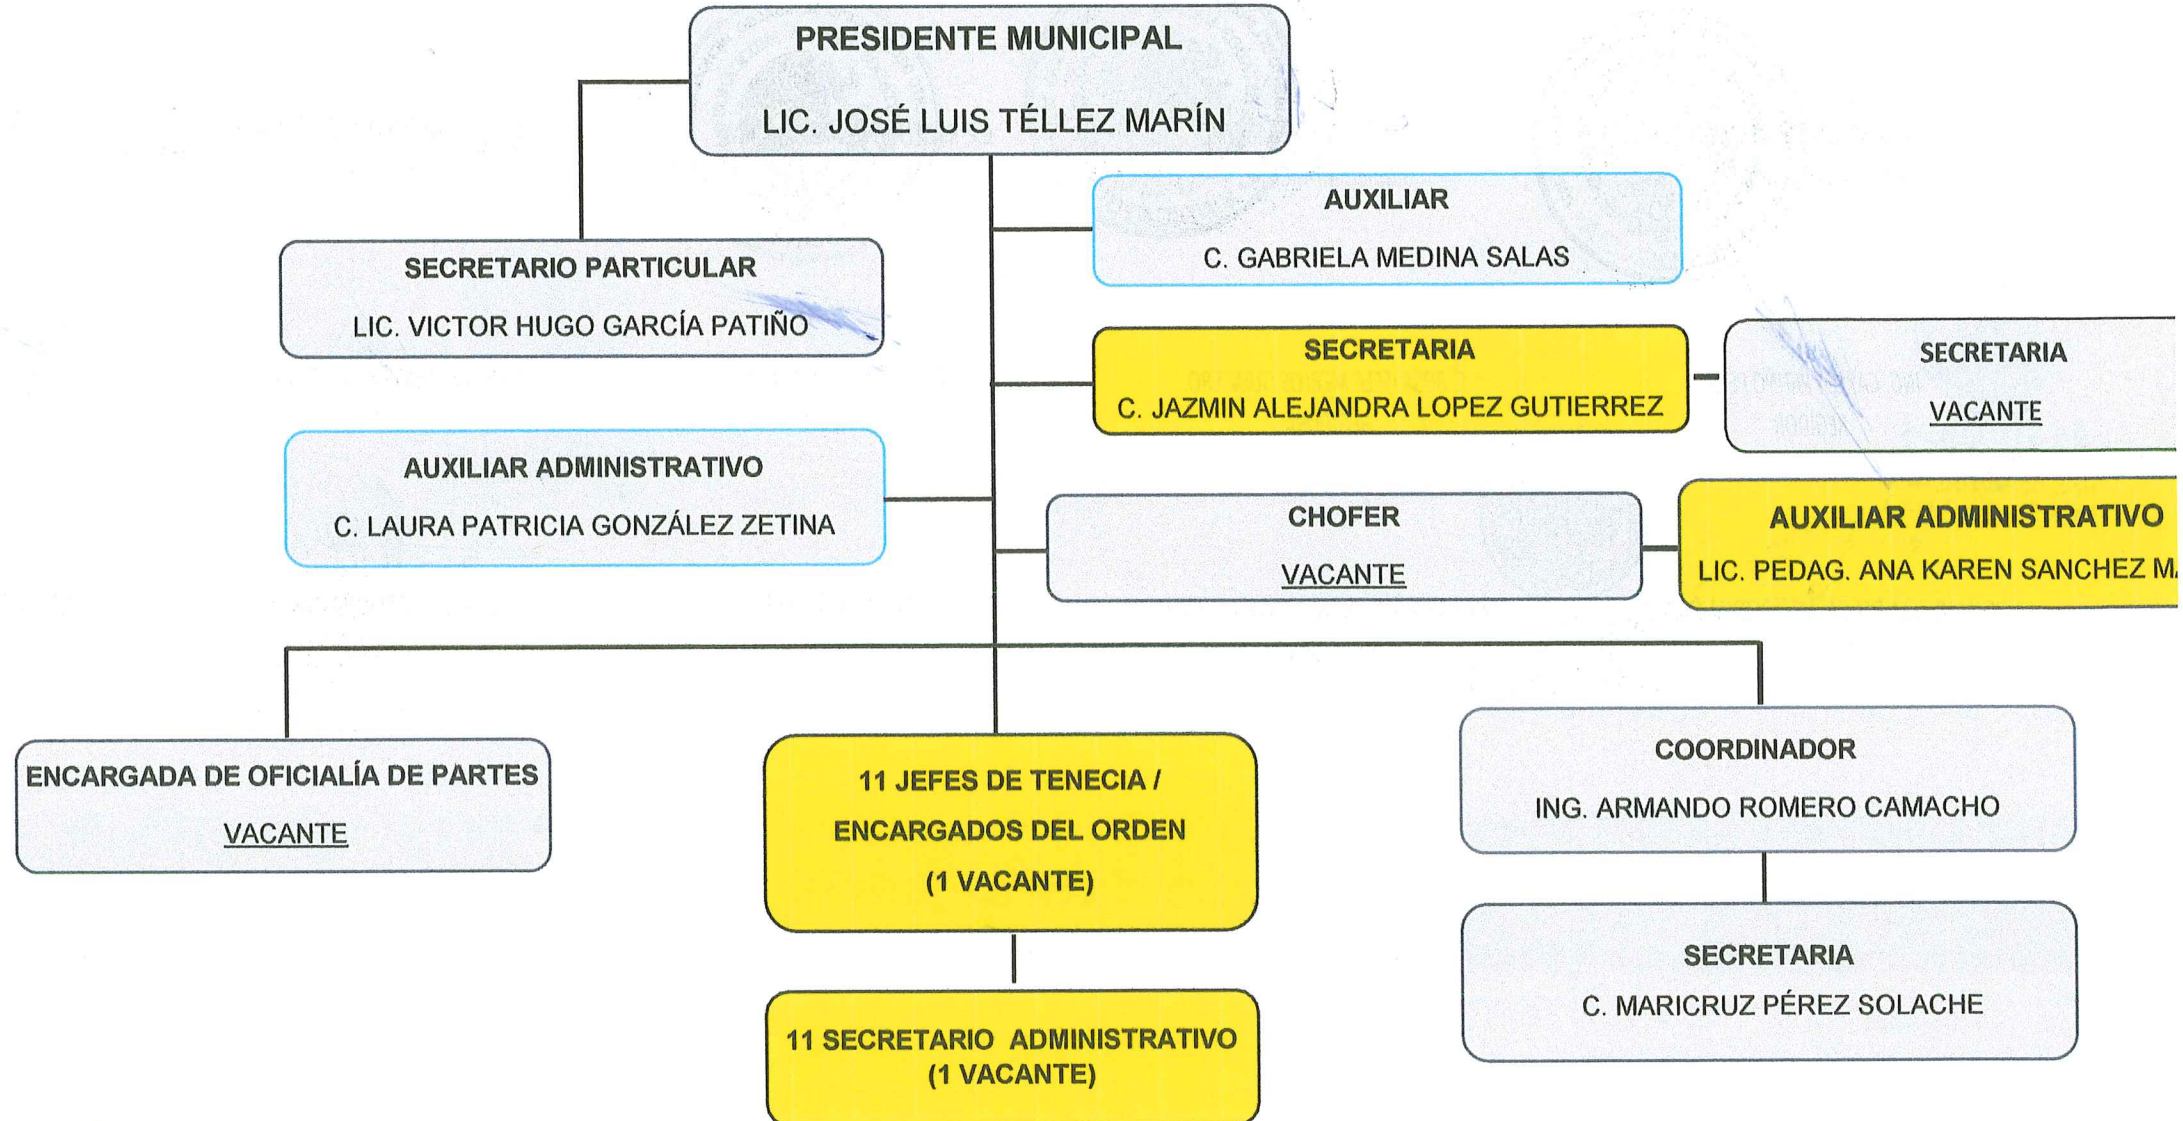 PRESIDENTE MUNICIPAL
LIC. JOSÉ LUIS TÉLLEZ MARÍN
AUXILIAR
C. GABRIELA MEDINA SALAS
SECRETARIO PARTICULAR
LIC. VICTOR HUGO GARCÍA PATIÑO
SECRETARIA
C. JAZMIN ALEJANDRA LOPEZ GUTIERREZ
SECRETARIA
VACANTE
AUXILIAR ADMINISTRATIVO
C. LAURA PATRICIA GONZÁLEZ ZETINA
CHOFER
VACANTE
AUXILIAR ADMINISTRATIVO
LIC. PEDAG. ANA KAREN SANCHEZ
ENCARGADA DE OFICIALÍA DE PARTES
VACANTE
11 JEFES DE TENECIA /
ENCARGADOS DEL ORDEN
(1 VACANTE)
COORDINADOR
ING. ARMANDO ROMERO CAMACHO
SECRETARIA
C. MARICRUZ PÉREZ SOLACHE
11 SECRETARIO ADMINISTRATIVO
(1 VACANTE)